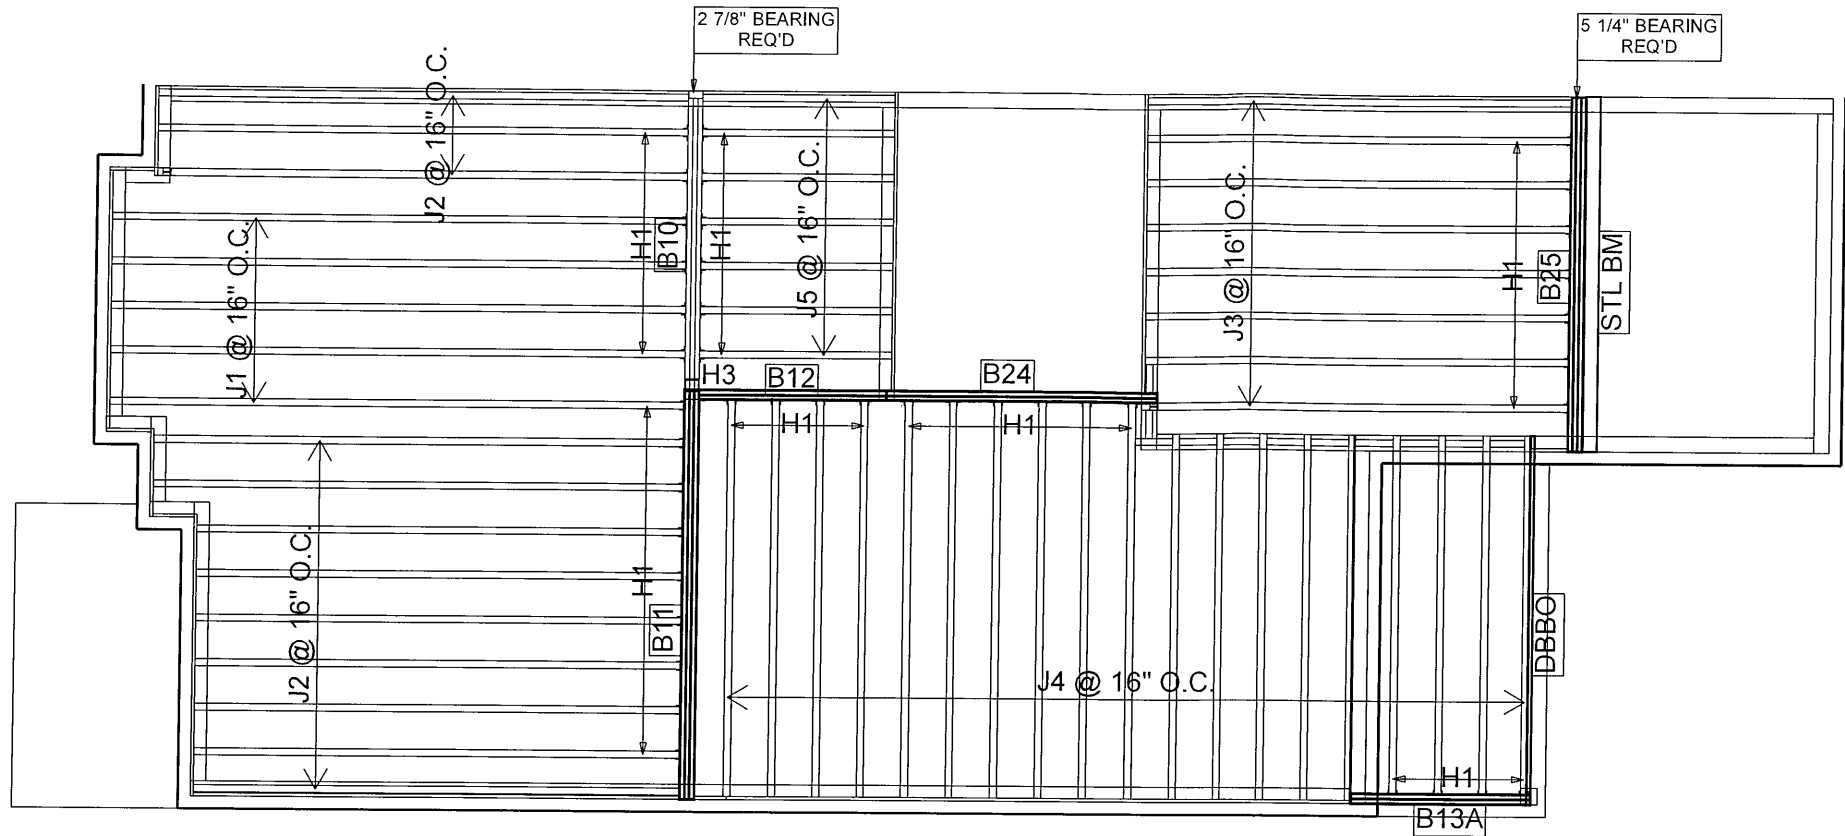 2 7/8" BEARING
REQ'D
5 1/4" BEARING
REQ'D
J2 @ 16" O.C.
J1 @ 16" O.C.
H1
B10
H1
J5 @ 16" O.C.
J3 @ 16" O.C.
H1
B25
STL BM
H3
B12
B24
H1
H1
J2 @ 16" O.C.
H1
B11
J4 @ 16" O.C.
DBBO
H1
B13A